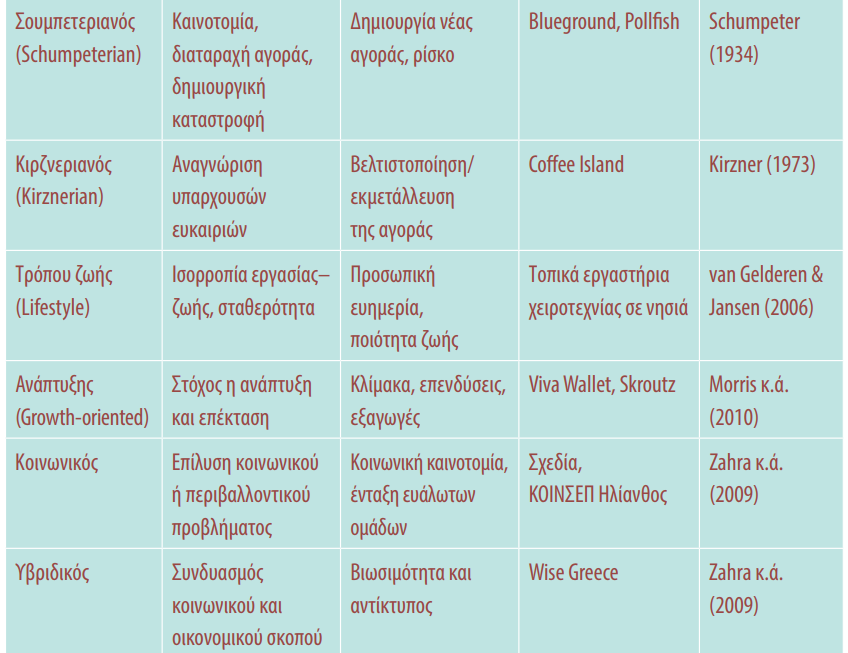 Σουμπετεριανός
(Schumpeterian)
Καινοτομία,
διαταραχή αγοράς,
δημιουργική
καταστροφή
Δημιουργία νέας
αγοράς, ρίσκο
Blueground, Pollfish
Schumpeter
(1934)
Κιρζνεριανός
(Kirznerian)
Αναγνώριση
υπαρχουσών
ευκαιριών
Βελτιστοποίηση/
εκμετάλλευση
της αγοράς
Coffee Island
Kirzner (1973)
Τρόπου ζωής
(Lifestyle)
Ισορροπία εργασίας–
ζωής, σταθερότητα
Προσωπική
ευημερία,
ποιότητα ζωής
Τοπικά εργαστήρια
χειροτεχνίας σε νησιά
van Gelderen &
Jansen (2006)
Ανάπτυξης
(Growth-oriented)
Στόχος η ανάπτυξη
και επέκταση
Κλίμακα, επενδύσεις,
εξαγωγές
Viva Wallet, Skroutz
Morris κ.ά.
(2010)
Κοινωνικός
Επίλυση κοινωνικού
ή περιβαλλοντικού
προβλήματος
Κοινωνική καινοτομία,
ένταξη ευάλωτων
ομάδων
Σχεδία,
ΚΟΙΝΣΕΠ Ηλίανθος
Zahra κ.ά.
(2009)
Υβριδικός
Συνδυασμός
κοινωνικού και
οικονομικού σκοπού
Βιωσιμότητα και
αντίκτυπος
Wise Greece
Zahra κ.ά.
(2009)